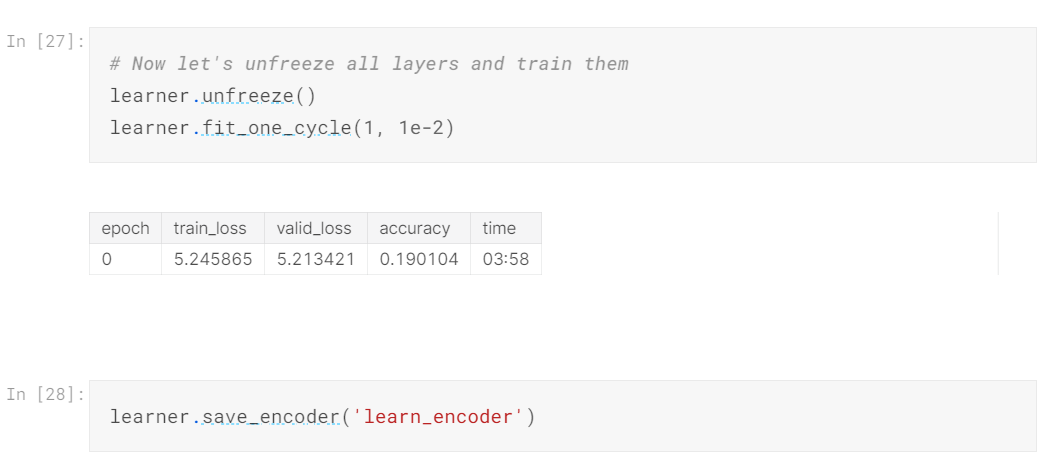 In [27]:
# Now let's unfreeze all layers and train them
learner.unfreeze()
learner.fit_one_cycle(1, 1e-2)
epoch train_loss valid_loss accuracy time
0 5.245865 5.213421 0.190104 03:58
In [28]:
learner.save_encoder('learn_encoder')